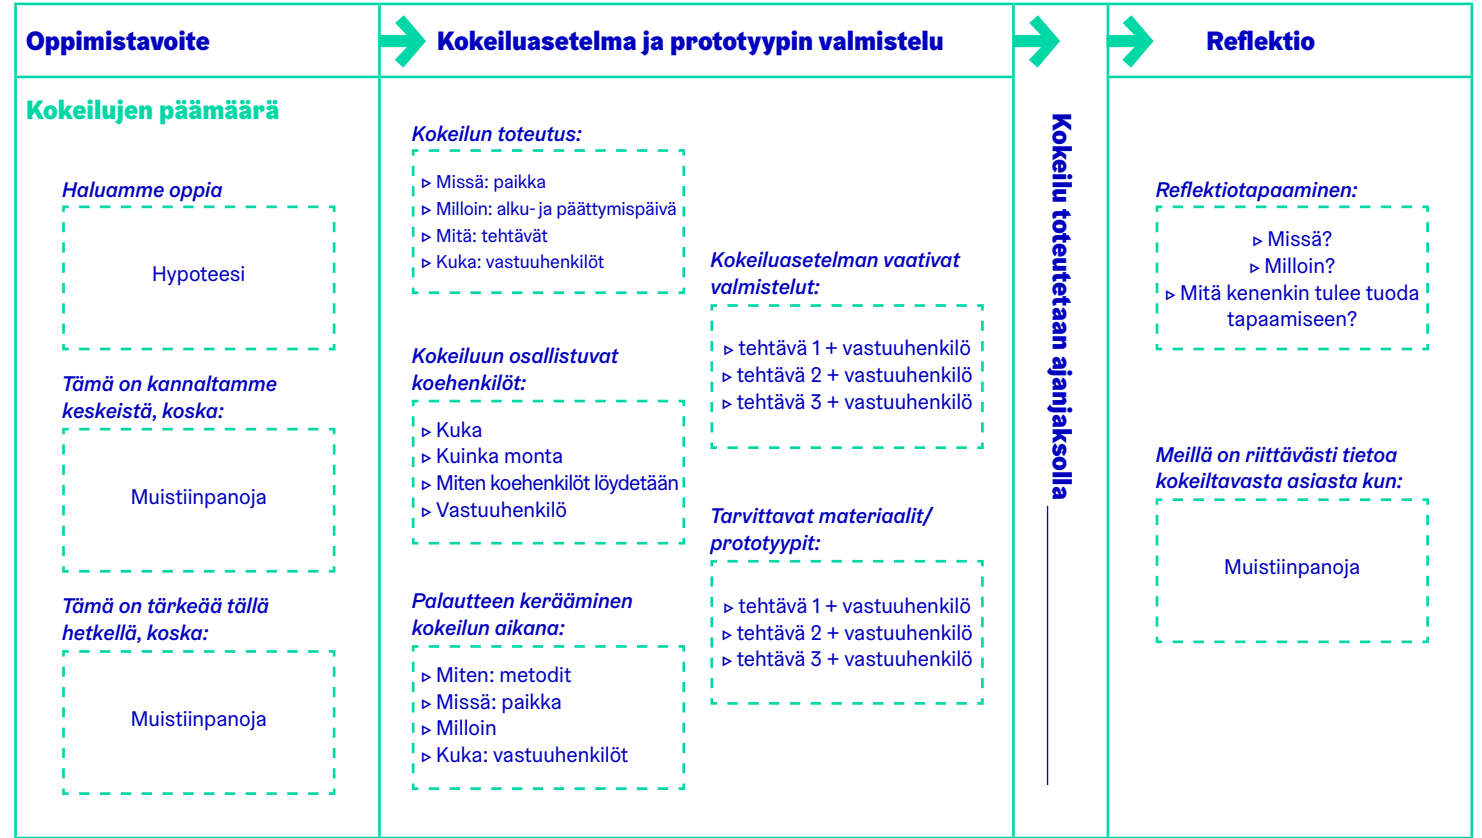 Oppimistavoite
Kokeilujen päämäärä
Haluamme oppia
Hypoteesi
Tämä on kannaltamme
keskeistä, koska:
Muistiinpanoja
Tämä on tärkeää tällä
hetkellä, koska:
Muistiinpanoja
Kokeiluasetelma ja prototyypin valmistelu
Kokeilun toteutus:
▹ Missä: paikka
▹ Milloin: alku- ja päättymispäivä
▹ Mitä: tehtävät
▹ Kuka: vastuuhenkilöt
Kokeiluun osallistuvat
koehenkilöt:
▹ Kuka
▹ Kuinka monta
▹ Miten koehenkilöt löydetään
▹ Vastuuhenkilö
Palautteen kerääminen
kokeilun aikana:
▹ Miten: metodit
▹ Missä: paikka
▹ Milloin
▹ Kuka: vastuuhenkilöt
Kokeiluasetelman vaativat
valmistelut:
▹ tehtävä 1 + vastuuhenkilö
▹ tehtävä 2 + vastuuhenkilö
▹ tehtävä 3 + vastuuhenkilö
Tarvittavat materiaalit/
prototyypit:
▹ tehtävä 1 + vastuuhenkilö
▹ tehtävä 2 + vastuuhenkilö
▹ tehtävä 3 + vastuuhenkilö
Kokeilu toteutetaan ajanjaksolla
Reflektio
Reflektiotapaaminen:
▹ Missä?
▹ Milloin?
▹ Mitä kenenkin tulee tuoda
tapaamiseen?
Meillä on riittävästi tietoa
kokeiltavasta asiasta kun:
Muistiinpanoja